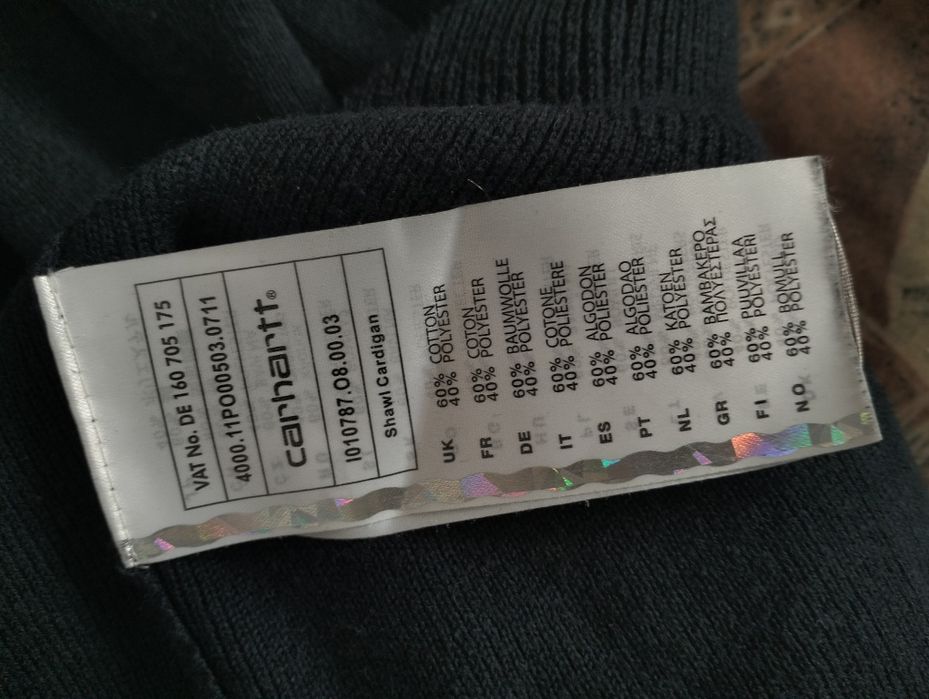 VAT No. DE 160 705 175
4000.11PO00503.0711
carhartt®
I010787.O8.00.03
Shawl Cardigan
UK 60% COTTON
40% POLYESTER
FR 60% COTON
40% POLYESTER
DE 60% BAUMWOLLE
40% POLYESTER
IT 60% COTONE
40% POLIESTERE
ES 60% ALGODON
40% POLIESTER
PT 60% ALGODAO
40% POLIESTER
NL 60% KATOEN
40% POLYESTER
GR 60% ΒΑΜΒΑΚΕΡΟ
40% ΠΟΛΥΕΣΤΕΡΑΣ
FI 60% PUUVILLAA
40% POLYESTERI
NO 60% BOMULL
40% POLYESTER